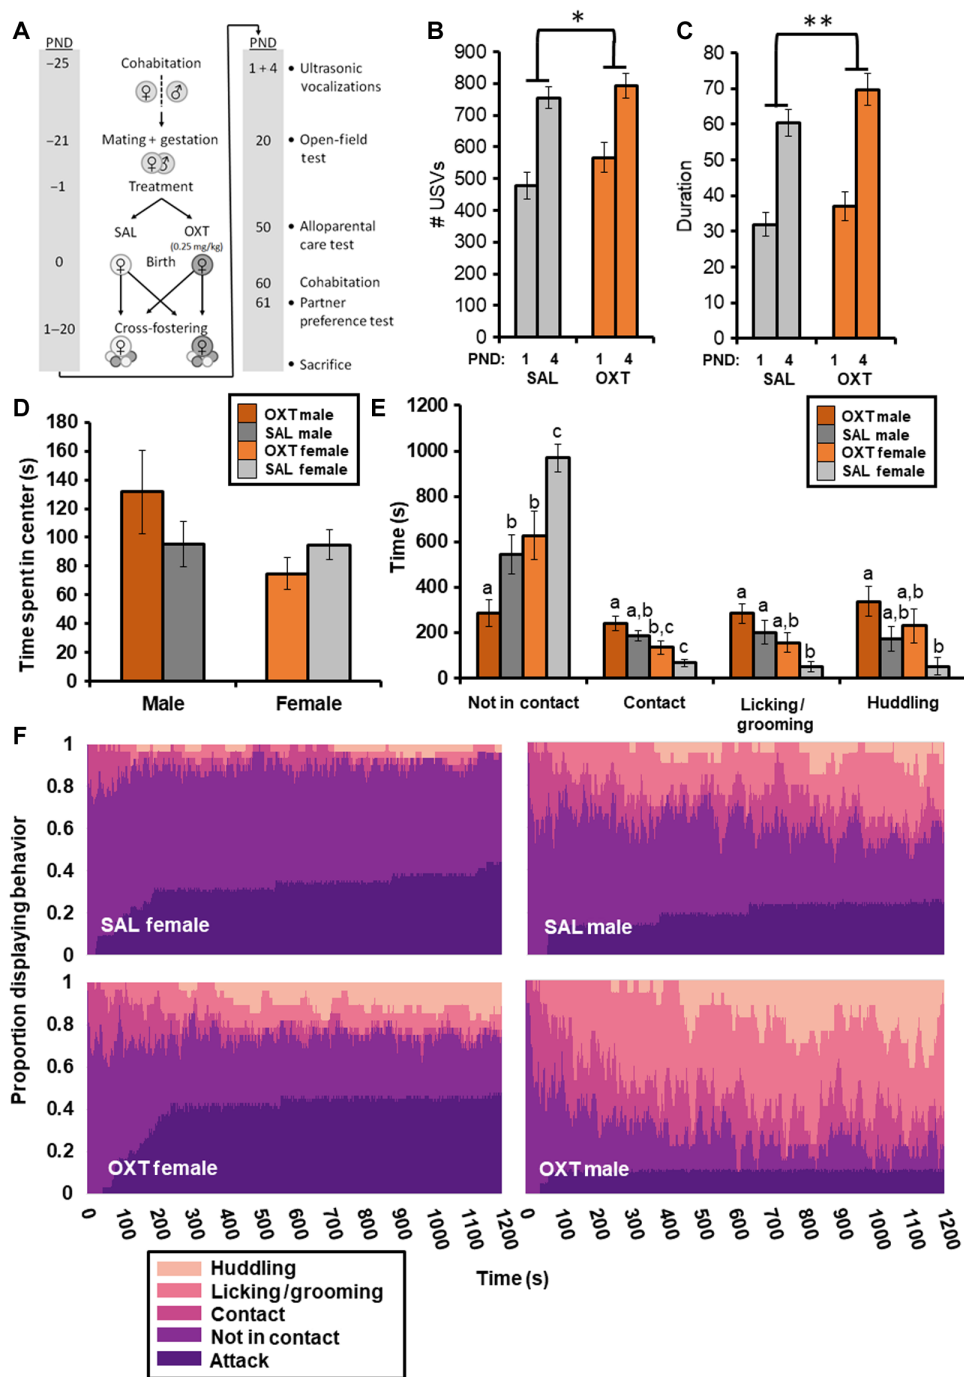 A
PND
−25
Cohabitation
−21
Mating + gestation
−1
Treatment
SAL
OXT
(0.25 mg/kg)
0
Birth
1–20
Cross-fostering
PND
1 + 4
• Ultrasonic
vocalizations
20
• Open-field
test
50
• Alloparental
care test
60
Cohabitation
61
• Partner
preference test
• Sacrifice
B
*
# USVs
900
800
700
600
500
400
300
200
100
0
PND: 1 4 1 4
SAL OXT
C
**
Duration
80
70
60
50
40
30
20
10
0
PND: 1 4 1 4
SAL OXT
D
Time spent in center (s)
180
160
140
120
100
80
60
40
20
0
OXT male
SAL male
OXT female
SAL female
Male Female
E
Time (s)
1200
1000
800
600
400
200
0
OXT male
SAL male
OXT female
SAL female
a b b c
a a,b b,c c
a a a,b b
a a,b a,b b
Not in contact Contact Licking/
grooming Huddling
F
Proportion displaying behavior
1
0.8
0.6
0.4
0.2
0
SAL female
SAL male
1
0.8
0.6
0.4
0.2
0
OXT female
OXT male
0 100 200 300 400 500 600 700 800 900 1000 1100 1200
0 100 200 300 400 500 600 700 800 900 1000 1100 1200
Time (s)
Huddling
Licking/grooming
Contact
Not in contact
Attack